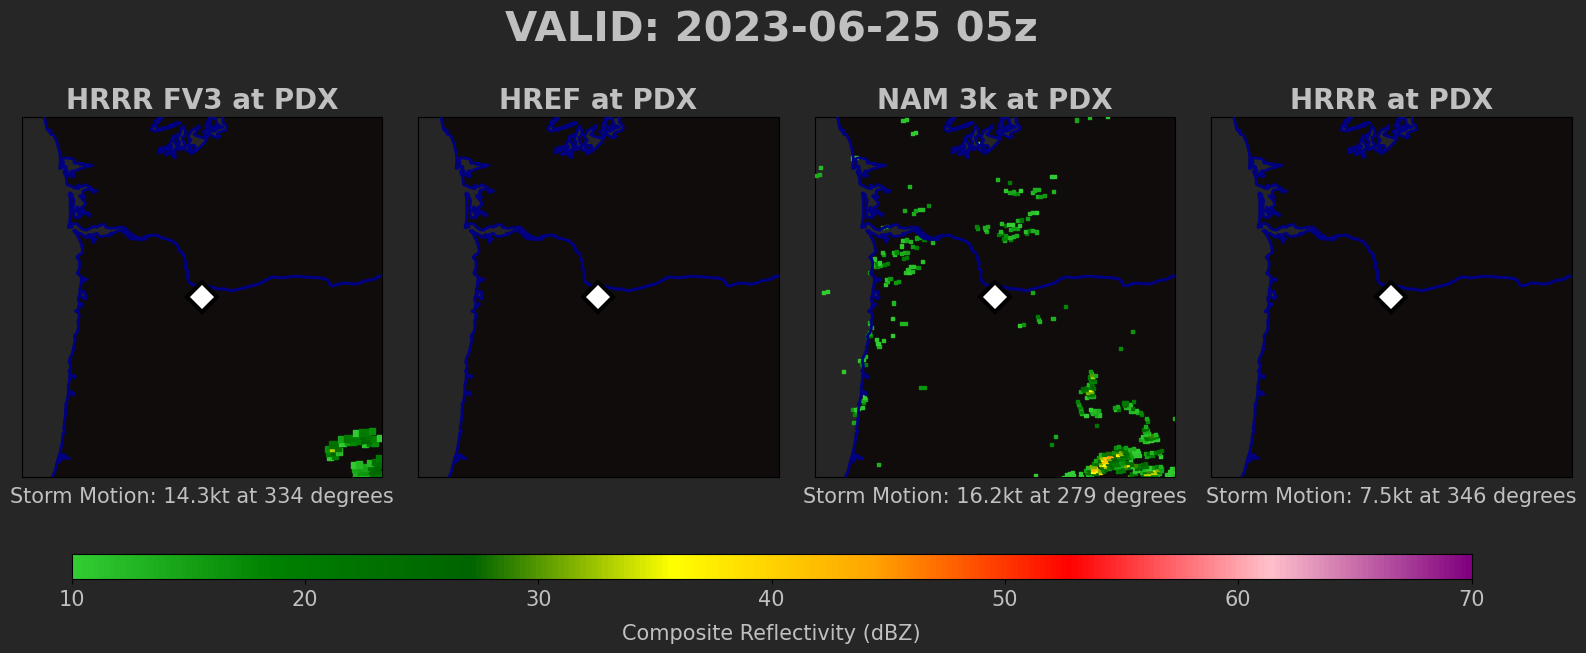 VALID: 2023-06-25 05z
HRRR FV3 at PDX
HREF at PDX
NAM 3k at PDX
HRRR at PDX
Storm Motion: 14.3kt at 334 degrees
Storm Motion: 16.2kt at 279 degrees
Storm Motion: 7.5kt at 346 degrees
10 20 30 40 50 60 70
Composite Reflectivity (dBZ)